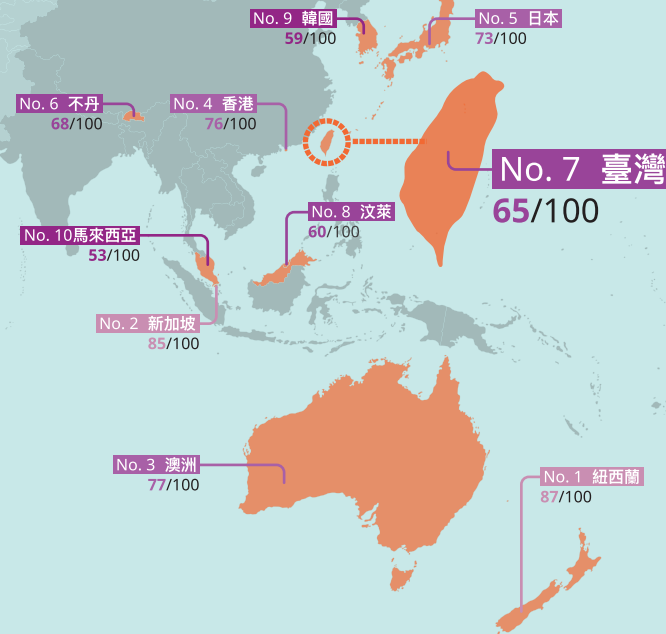 No. 9 韓國
59/100
No. 5 日本
73/100
No. 6 不丹
68/100
No. 4 香港
76/100
No. 7 臺灣
65/100
No. 8 汶萊
60/100
No. 10馬來西亞
53/100
No. 2 新加坡
85/100
No. 3 澳洲
77/100
No. 1 紐西蘭
87/100